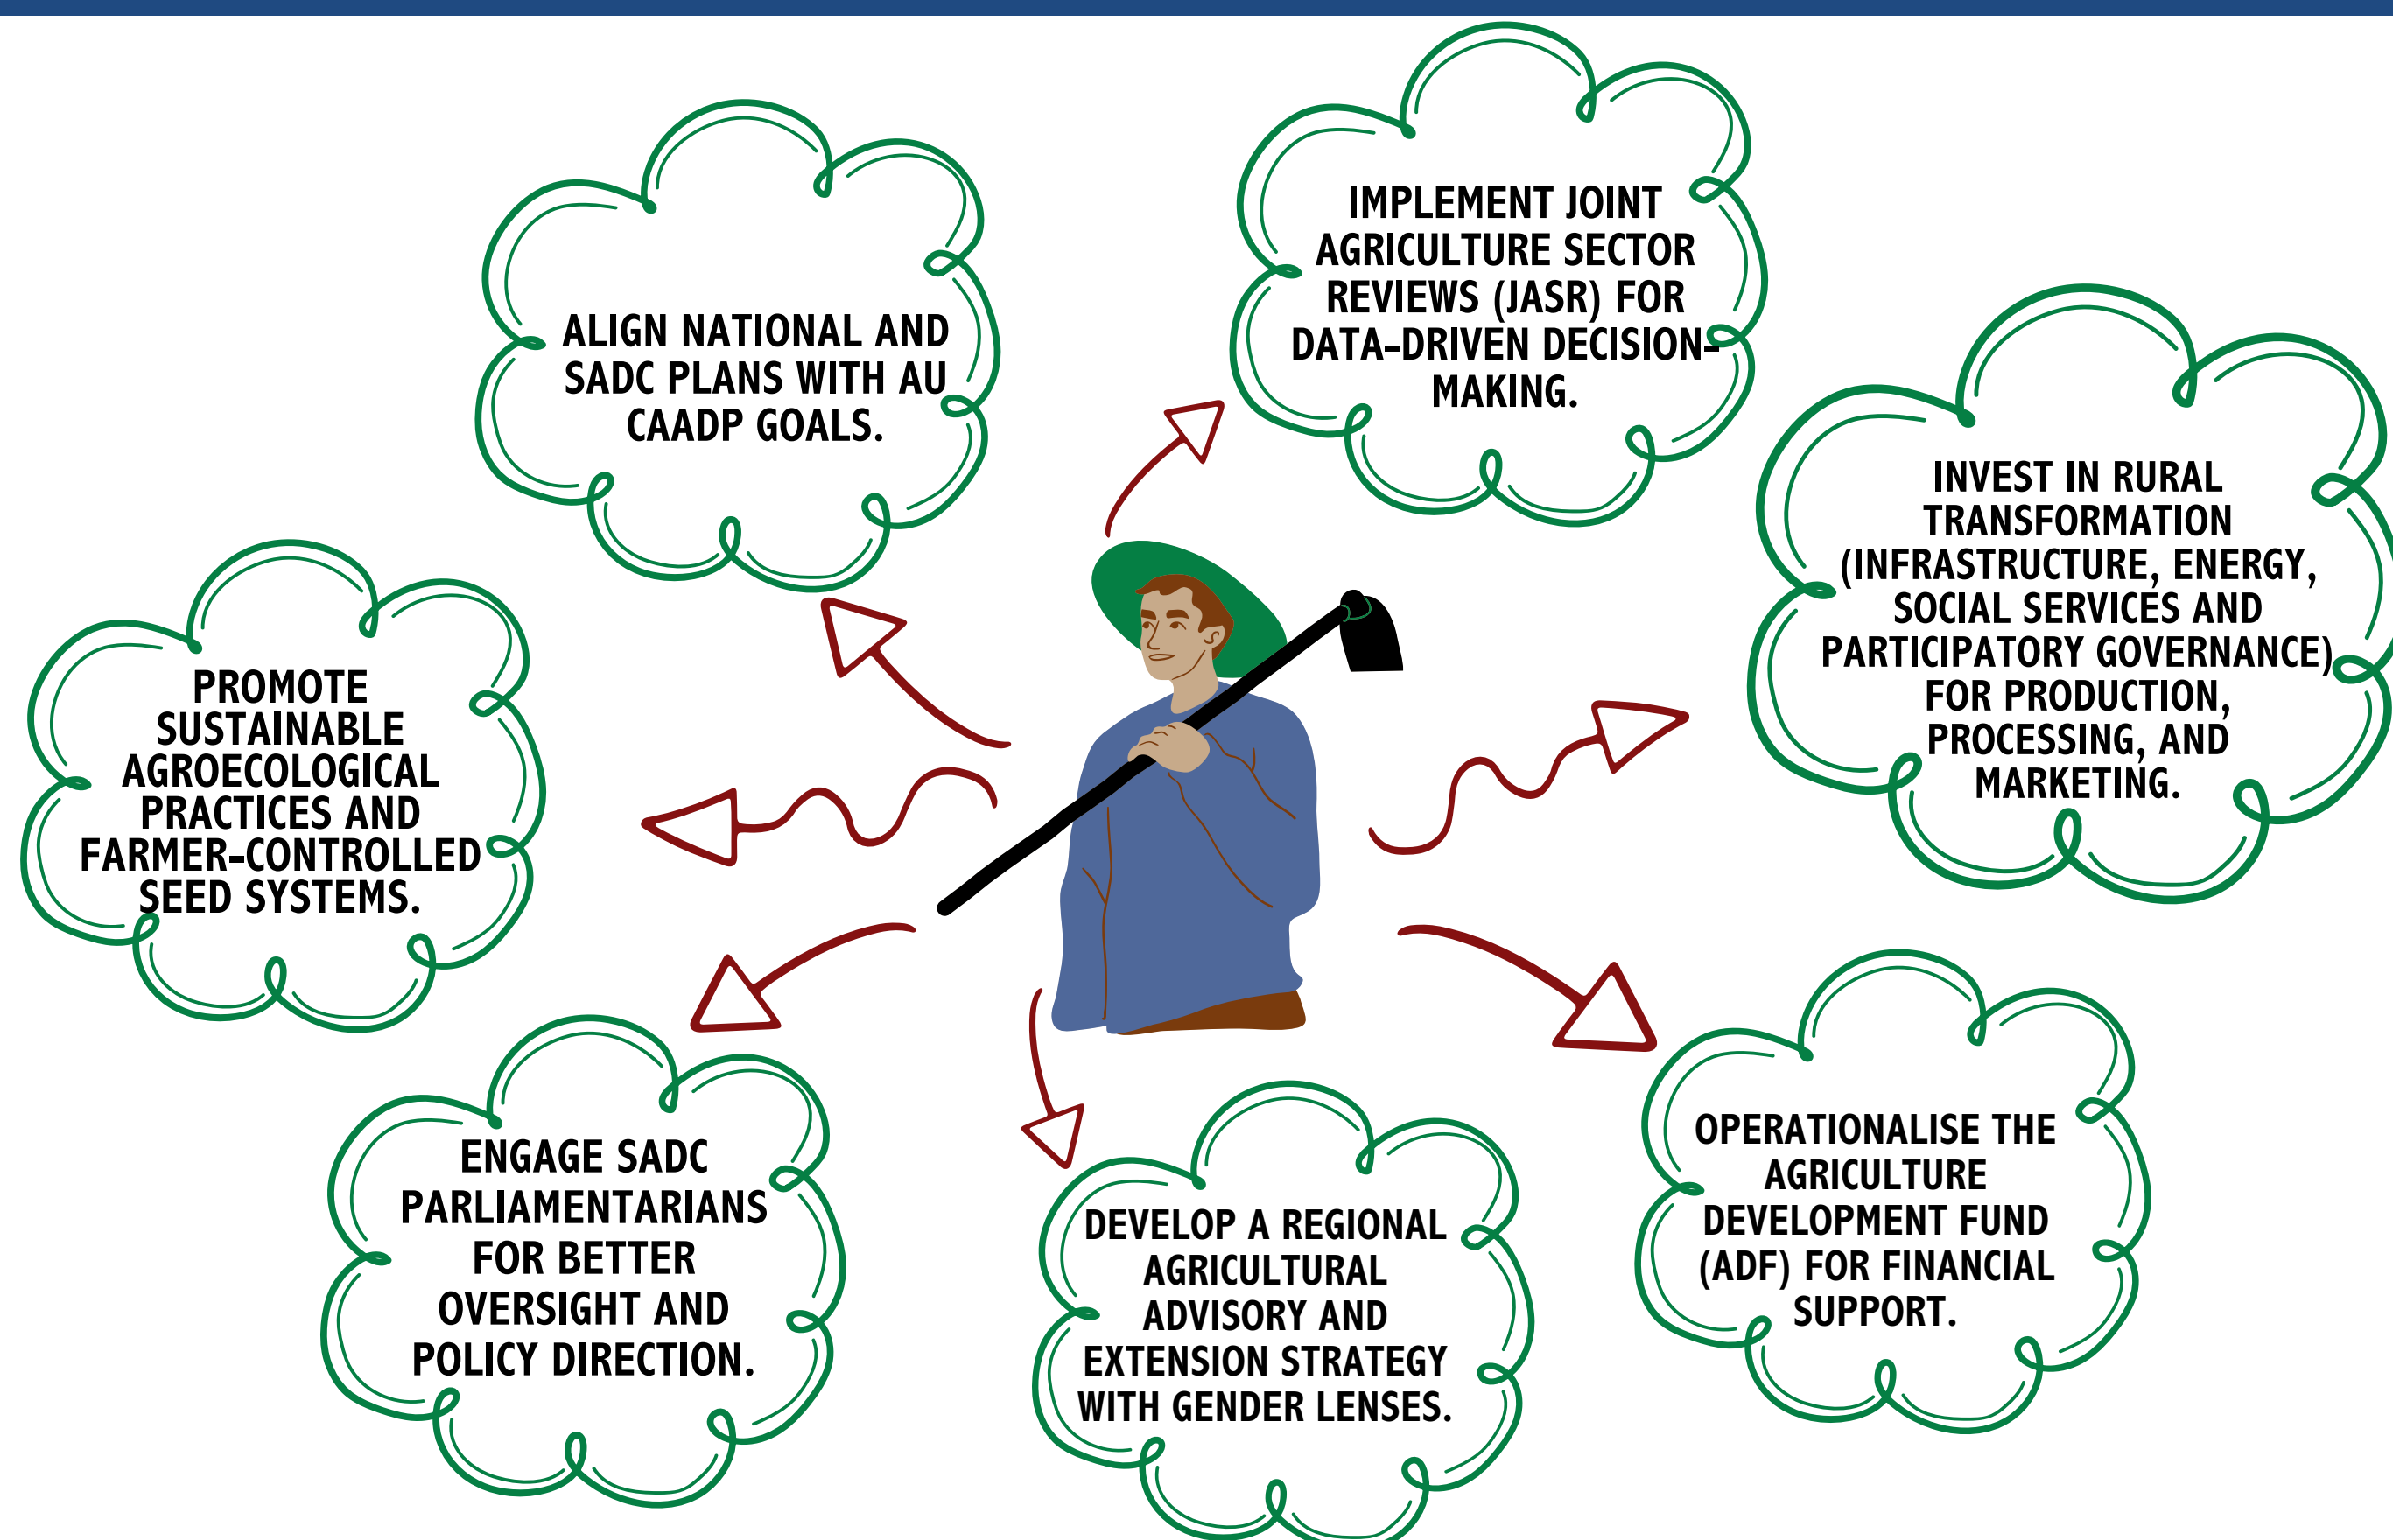 ALIGN NATIONAL AND
SADC PLANS WITH AU
CAADP GOALS.
IMPLEMENT JOINT
AGRICULTURE SECTOR
REVIEWS (JASR) FOR
DATA-DRIVEN DECISION-
MAKING.
INVEST IN RURAL
TRANSFORMATION
(INFRASTRUCTURE, ENERGY,
SOCIAL SERVICES AND
PARTICIPATORY GOVERNANCE)
FOR PRODUCTION,
PROCESSING, AND
MARKETING.
PROMOTE
SUSTAINABLE
AGROECOLOGICAL
PRACTICES AND
FARMER-CONTROLLED
SEED SYSTEMS.
ENGAGE SADC
PARLIAMENTARIANS
FOR BETTER
OVERSIGHT AND
POLICY DIRECTION.
DEVELOP A REGIONAL
AGRICULTURAL
ADVISORY AND
EXTENSION STRATEGY
WITH GENDER LENSES.
OPERATIONALISE THE
AGRICULTURE
DEVELOPMENT FUND
(ADF) FOR FINANCIAL
SUPPORT.